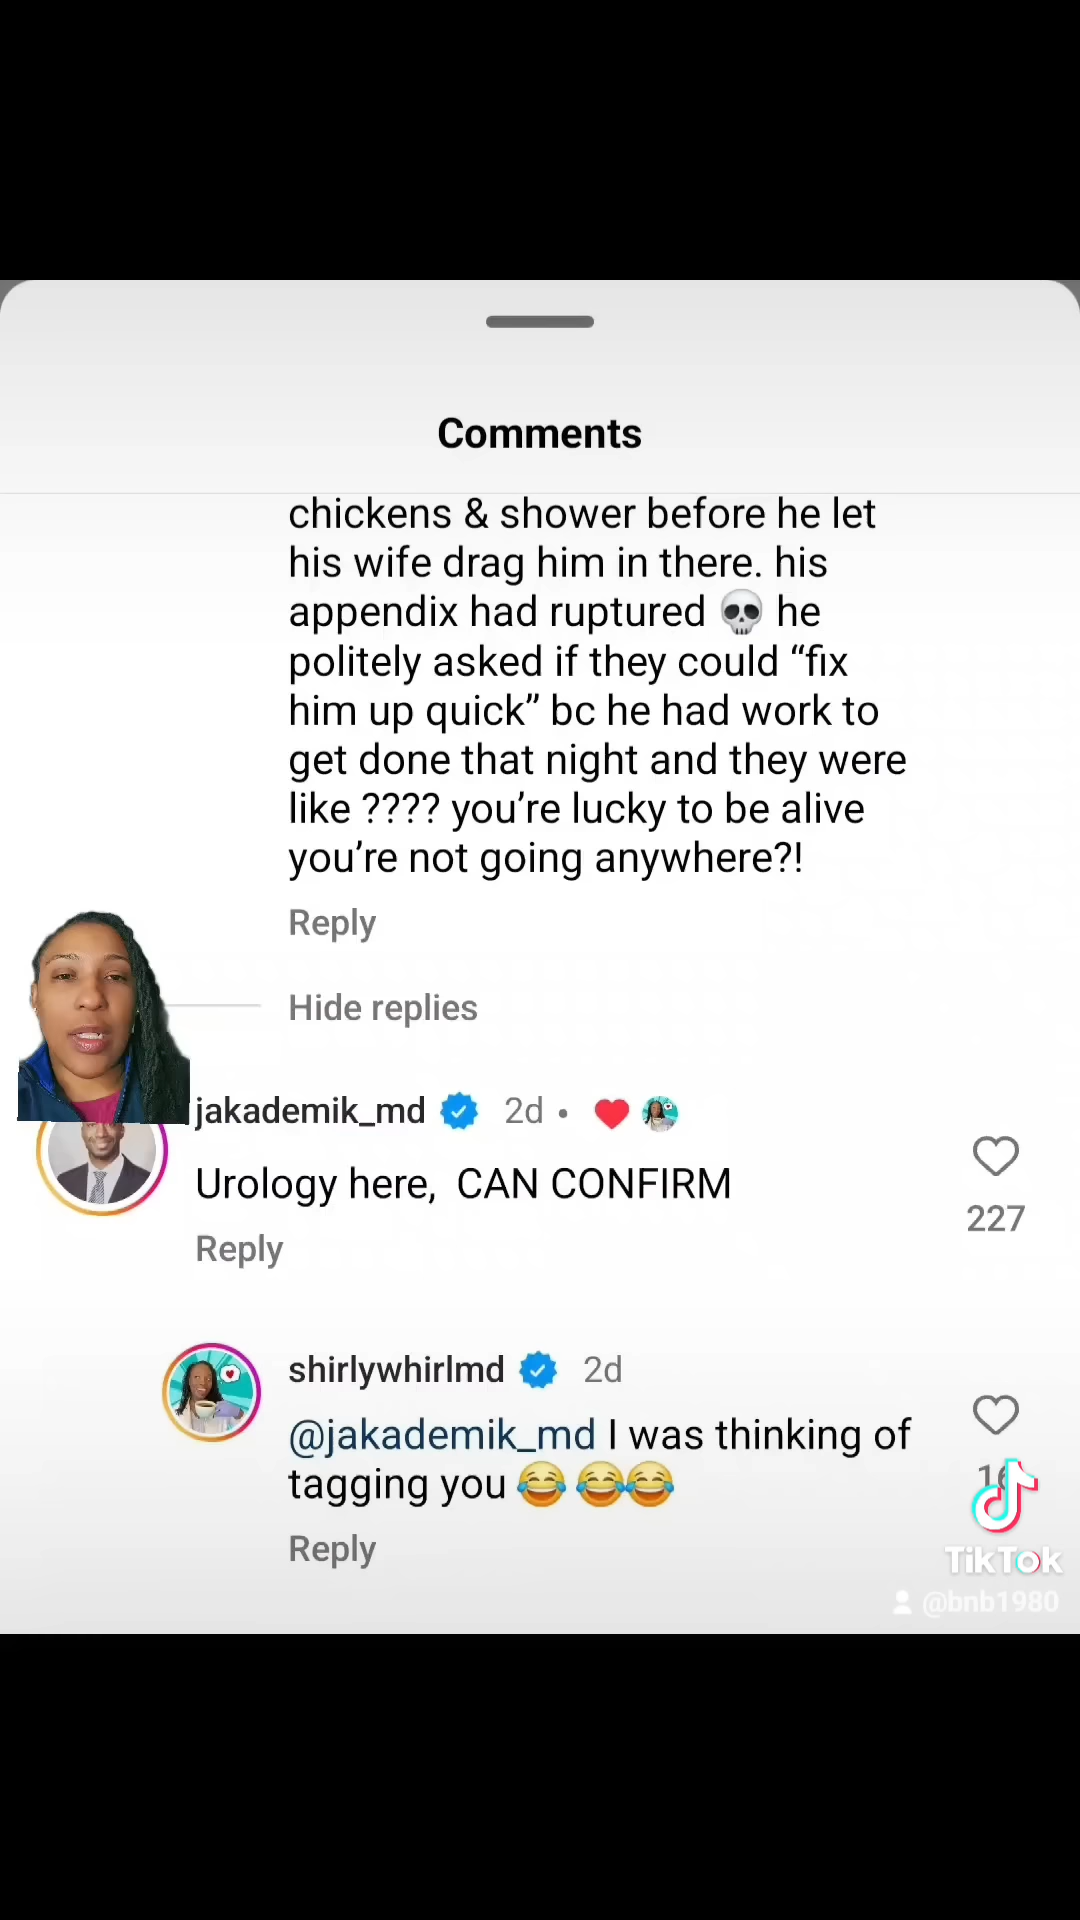 Comments
chickens & shower before he let
his wife drag him in there. his
appendix had ruptured 💀 he
politely asked if they could “fix
him up quick” bc he had work to
get done that night and they were
like ???? you’re lucky to be alive
you’re not going anywhere?!
Reply
Hide replies
jakademik_md 2d •
Urology here, CAN CONFIRM
227
Reply
shirlywhirlmd 2d
@jakademik_md I was thinking of
tagging you 😂 😂😂
Reply
TikTok
@bnb1980